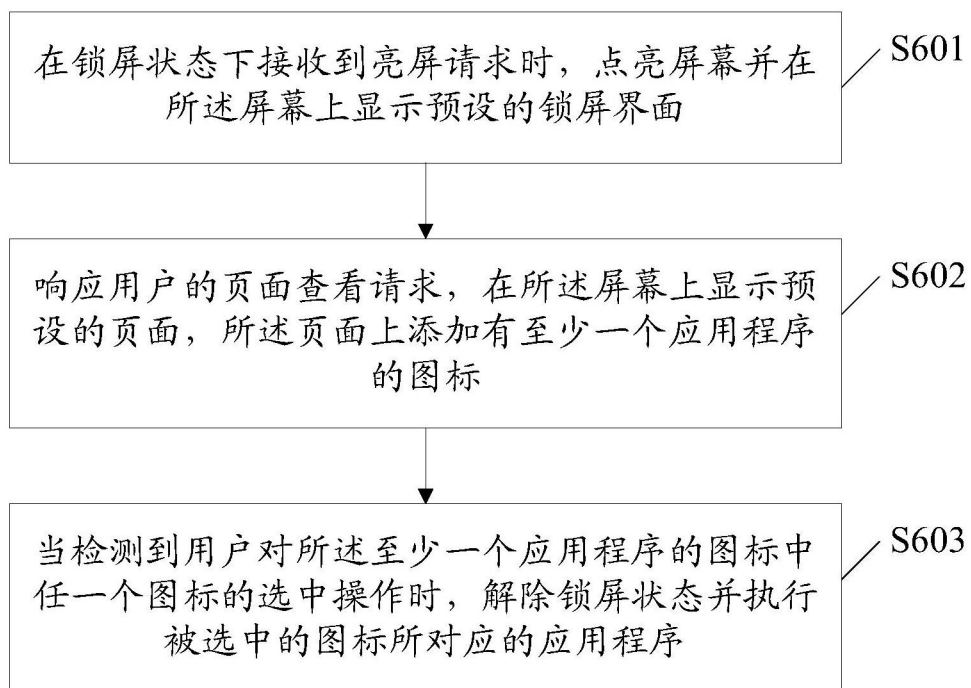 在锁屏状态下接收到亮屏请求时，点亮屏幕并在
所述屏幕上显示预设的锁屏界面
S601
响应用户的页面查看请求，在所述屏幕上显示预
设的页面，所述页面上添加有至少一个应用程序
的图标
S602
当检测到用户对所述至少一个应用程序的图标中
任一个图标的选中操作时，解除锁屏状态并执行
被选中的图标所对应的应用程序
S603